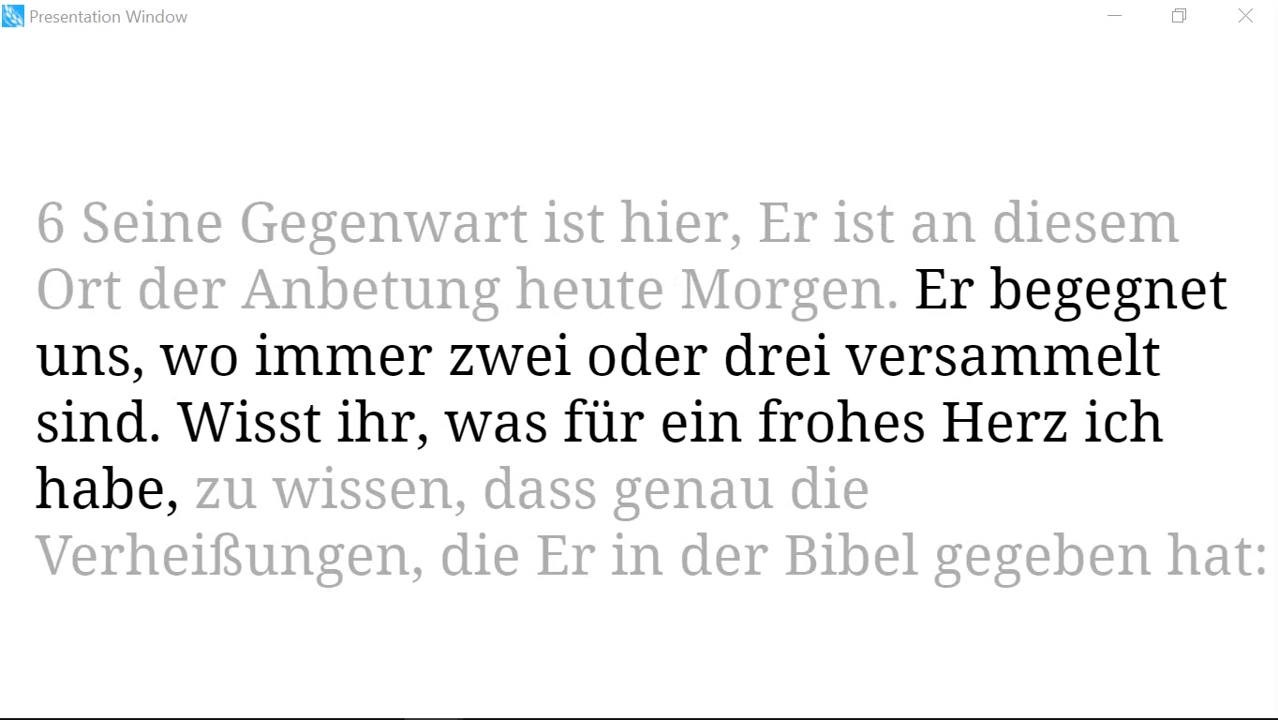 Presentation Window
6 Seine Gegenwart ist hier, Er ist an diesem
Ort der Anbetung heute Morgen. Er begegnet
uns, wo immer zwei oder drei versammelt
sind. Wisst ihr, was für ein frohes Herz ich
habe, zu wissen, dass genau die
Verheißungen, die Er in der Bibel gegeben hat: